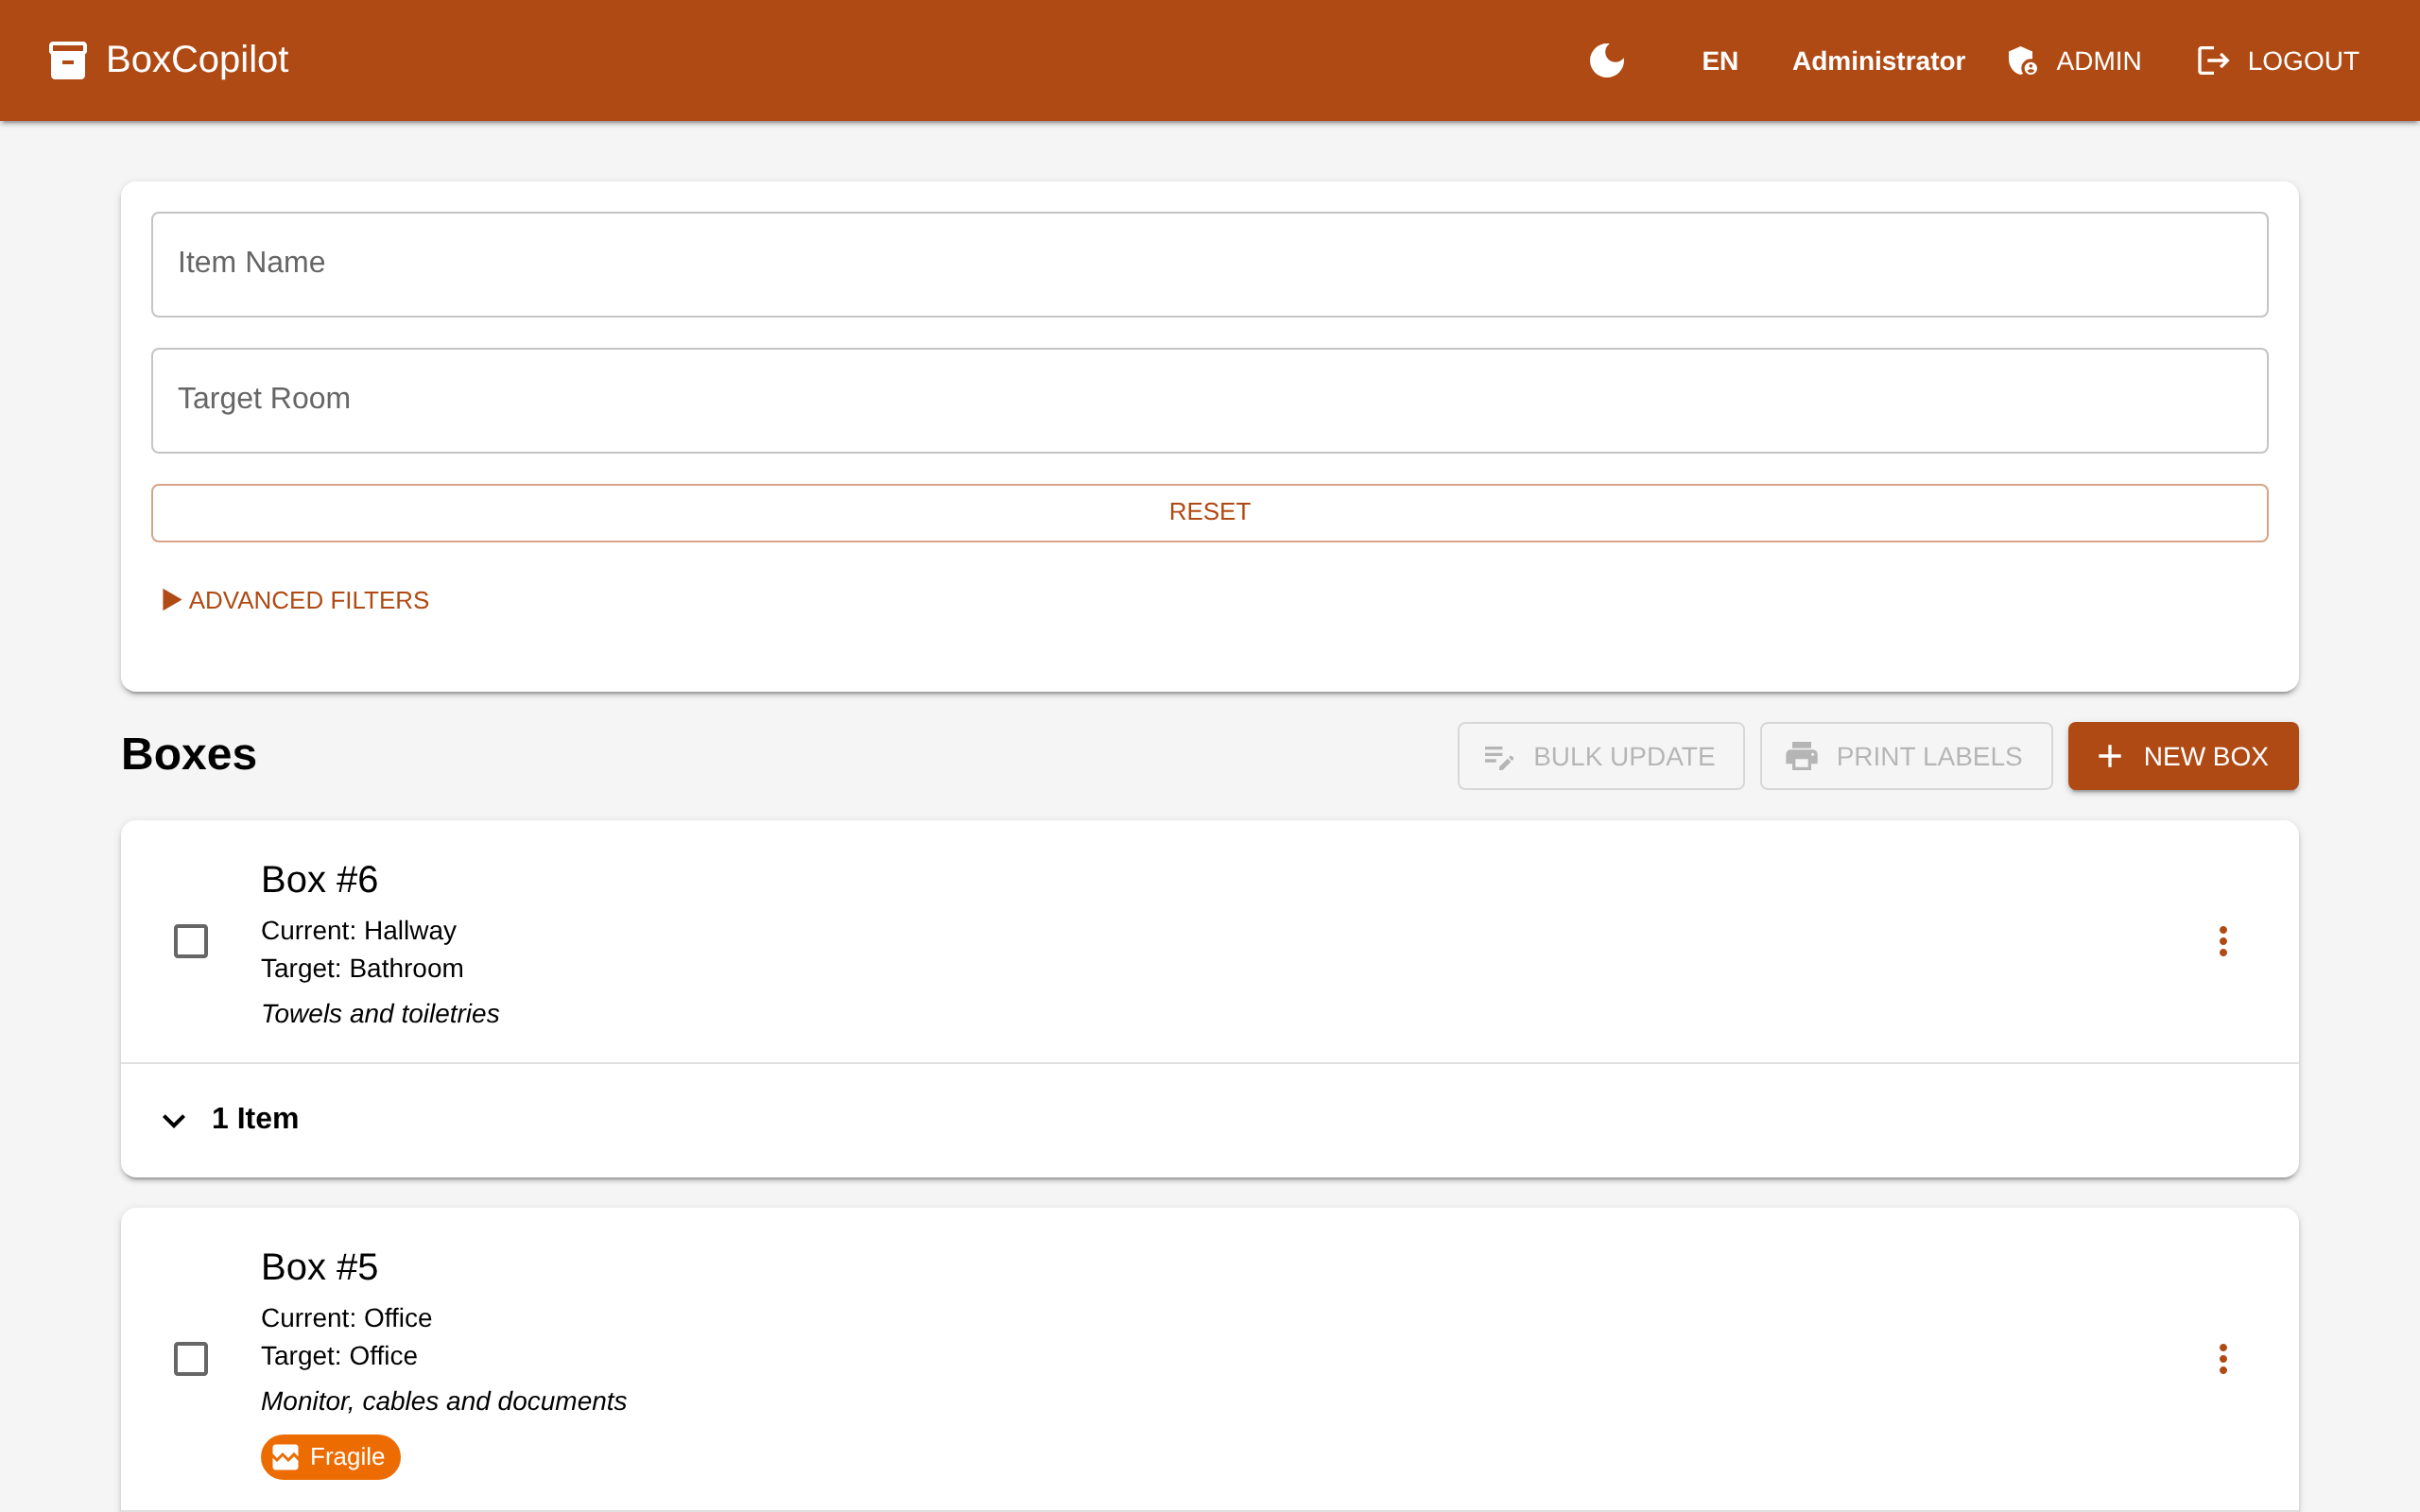 BoxCopilot
EN
Administrator
ADMIN
LOGOUT
Item Name
Target Room
RESET
ADVANCED FILTERS
Boxes
BULK UPDATE
PRINT LABELS
NEW BOX
Box #6
Current: Hallway
Target: Bathroom
Towels and toiletries
1 Item
Box #5
Current: Office
Target: Office
Monitor, cables and documents
Fragile